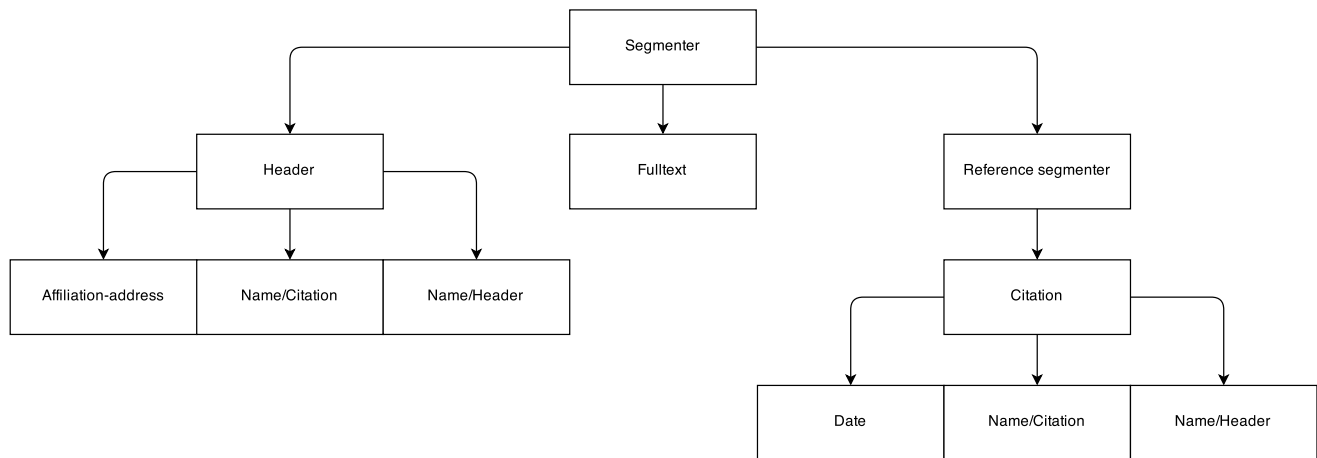 Segmenter
Header
Fulltext
Reference segmenter
Affiliation-address
Name/Citation
Name/Header
Citation
Date
Name/Citation
Name/Header